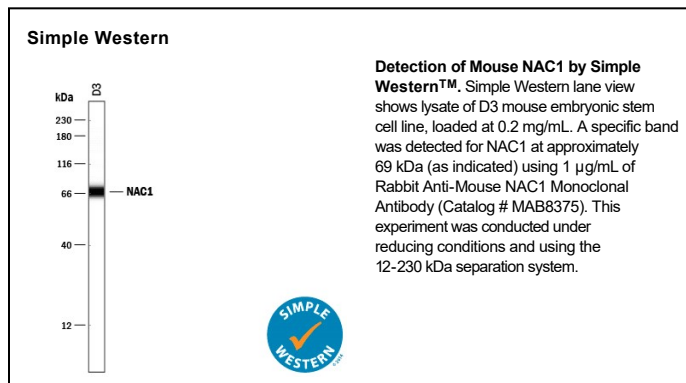 Simple Western
kDa
D3
230
180
116
66
NAC1
40
12
SIMPLE
WESTERN
Detection of Mouse NAC1 by Simple
Western™. Simple Western lane view
shows lysate of D3 mouse embryonic stem
cell line, loaded at 0.2 mg/mL. A specific band
was detected for NAC1 at approximately
69 kDa (as indicated) using 1 µg/mL of
Rabbit Anti-Mouse NAC1 Monoclonal
Antibody (Catalog # MAB8375). This
experiment was conducted under
reducing conditions and using the
12-230 kDa separation system.